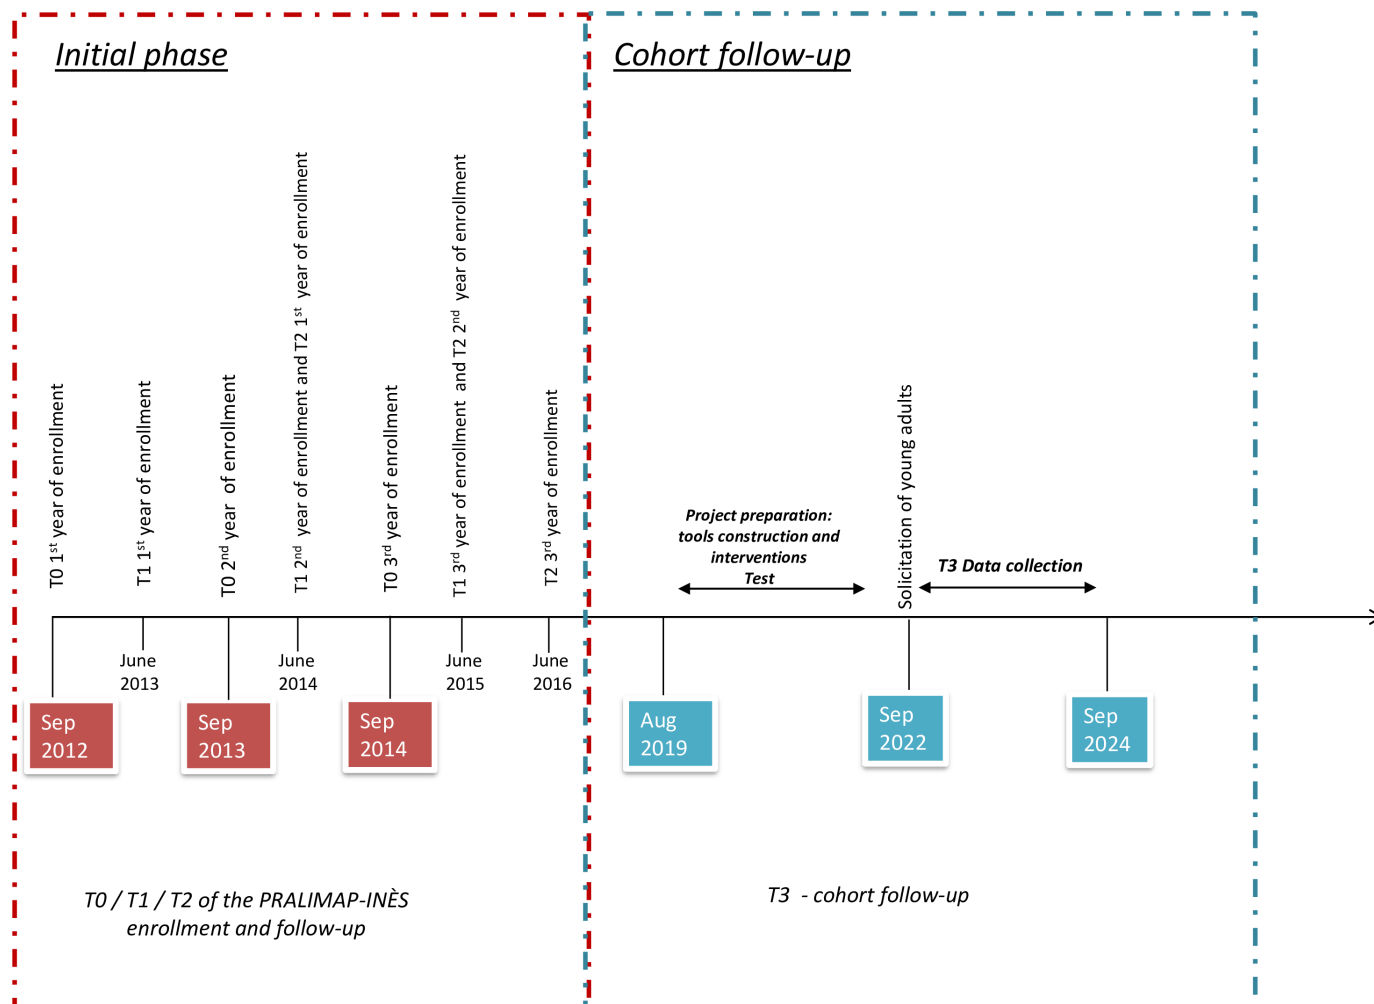 Initial phase
Cohort follow-up
T0 1st year of enrollment
T1 1st year of enrollment
T0 2nd year of enrollment
T1 2nd year of enrollment and T2 1st year of enrollment
T0 3rd year of enrollment
T1 3rd year of enrollment and T2 2nd year of enrollment
T2 3rd year of enrollment
Project preparation:
tools construction and
interventions
Test
Solicitation of young adults
T3 Data collection
June
2013
June
2014
June
2015
June
2016
Sep
2012
Sep
2013
Sep
2014
Aug
2019
Sep
2022
Sep
2024
T0 / T1 / T2 of the PRALIMAP-INÈS
enrollment and follow-up
T3 - cohort follow-up